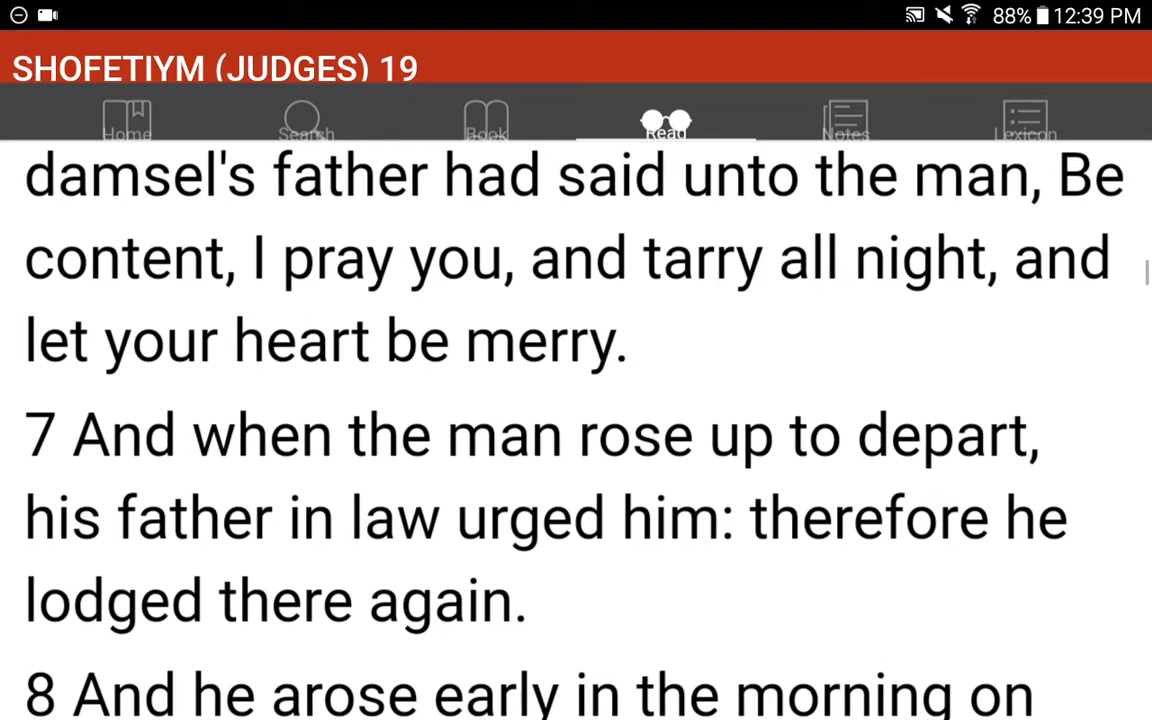 88% 12:39 PM
SHOFETIYM (JUDGES) 19
Home Search Book Read Notes Lexicon
damsel's father had said unto the man, Be
content, I pray you, and tarry all night, and
let your heart be merry.
7 And when the man rose up to depart,
his father in law urged him: therefore he
lodged there again.
8 And he arose early in the morning on